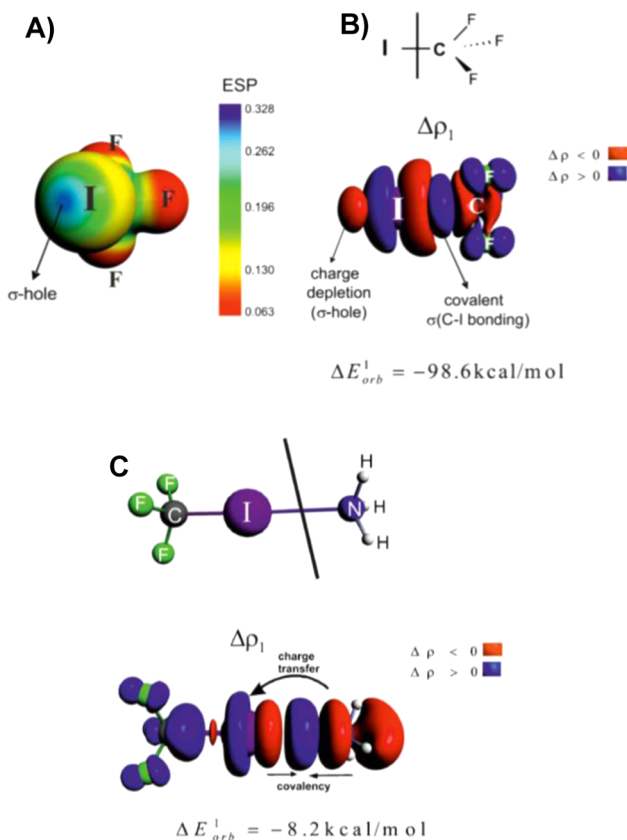 A)
ESP
0.328
0.262
0.196
0.130
0.063
F
I
F
F
σ-hole
B)
I C F
F
F
Δρ₁
Δρ < 0
Δρ > 0
I C F
F
charge
depletion
(σ-hole)
covalent
σ(C-I bonding)
ΔE¹orb = −98.6kcal/mol
C
F
F C I N H
F H
H
Δρ₁
charge
transfer
Δρ < 0
Δρ > 0
covalency
ΔE¹orb = −8.2kcal/mol